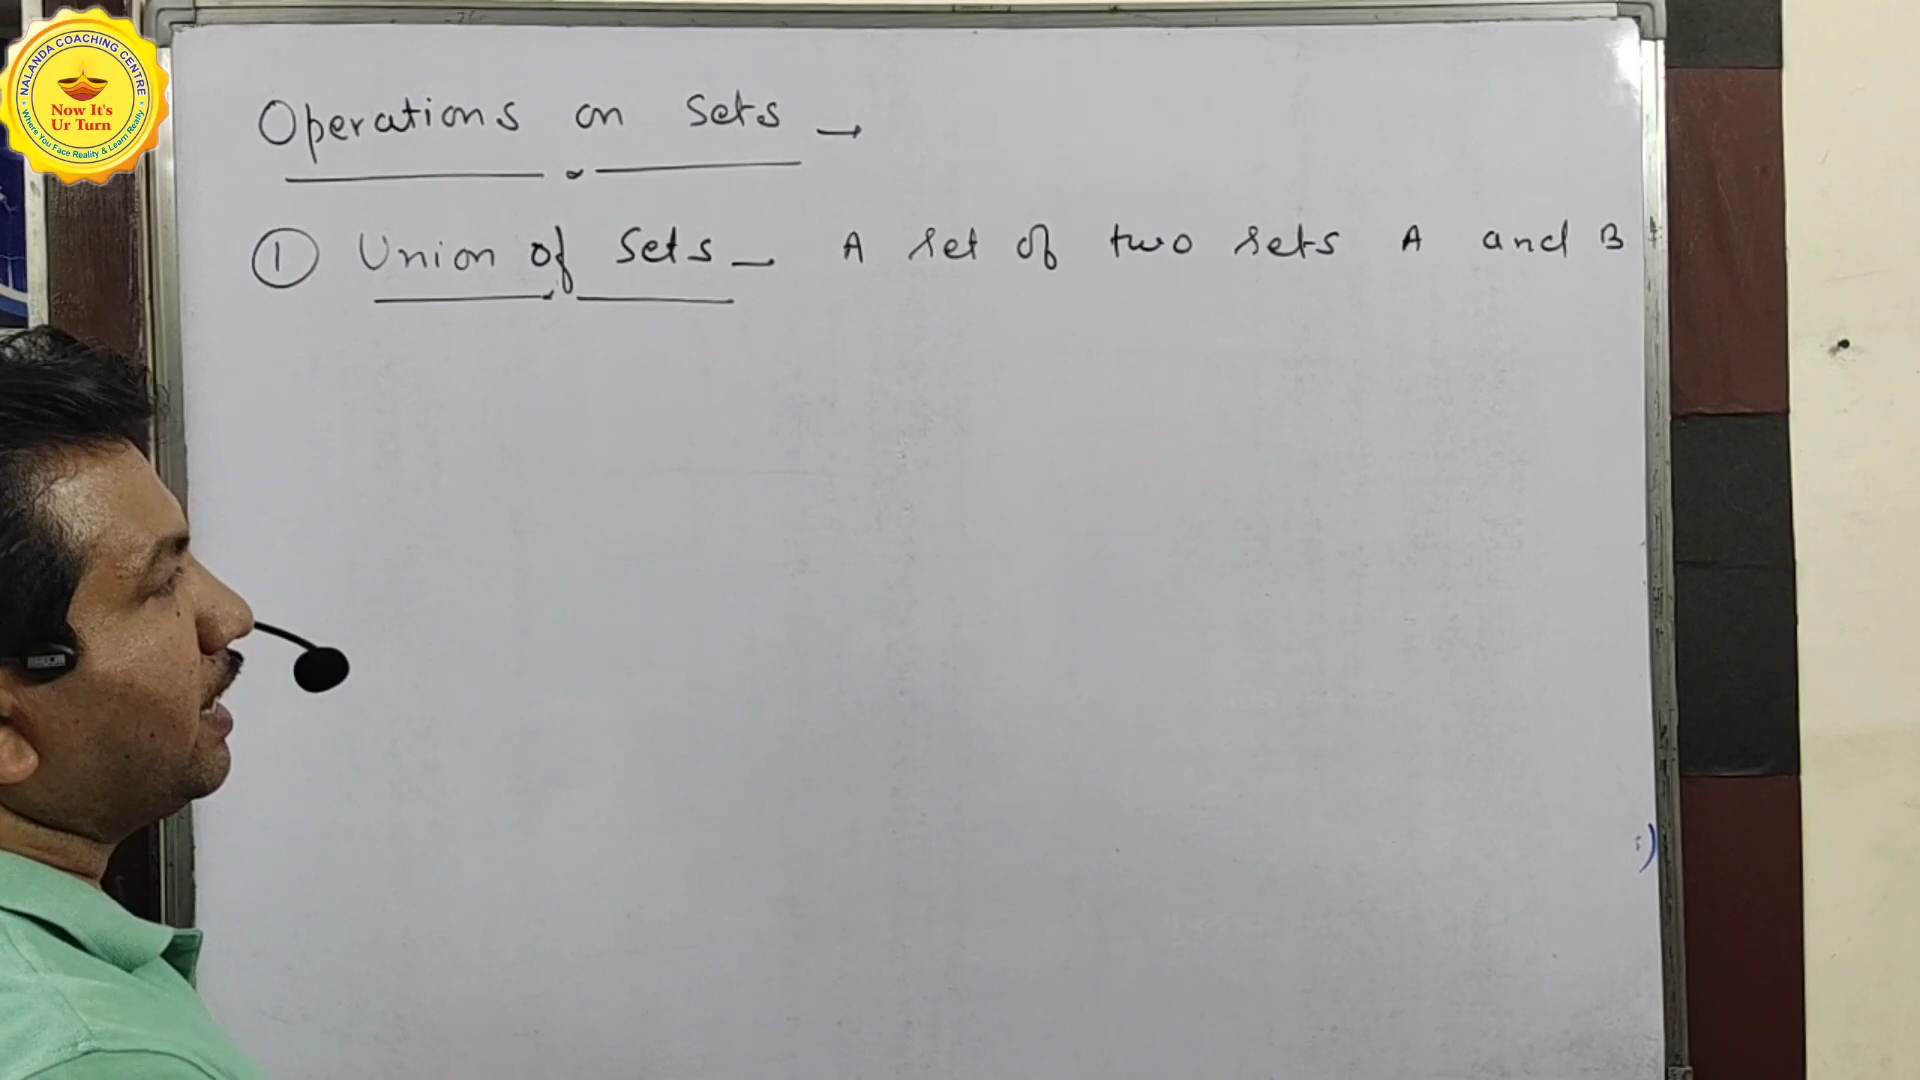 NALANDA COACHING CENTRE
Now It's
Ur Turn
Where You Face Reality & Learn Really
Operations on Sets →
① Union of Sets - A set of two sets A and B
:)